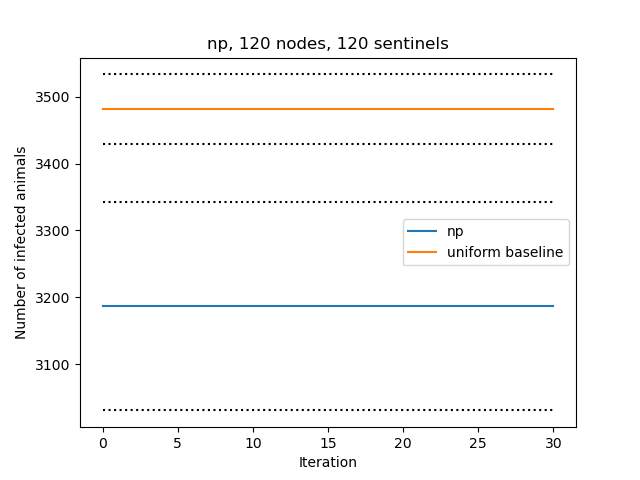 np, 120 nodes, 120 sentinels
Number of infected animals
3500
3400
3300
3200
3100
np
uniform baseline
0 5 10 15 20 25 30
Iteration